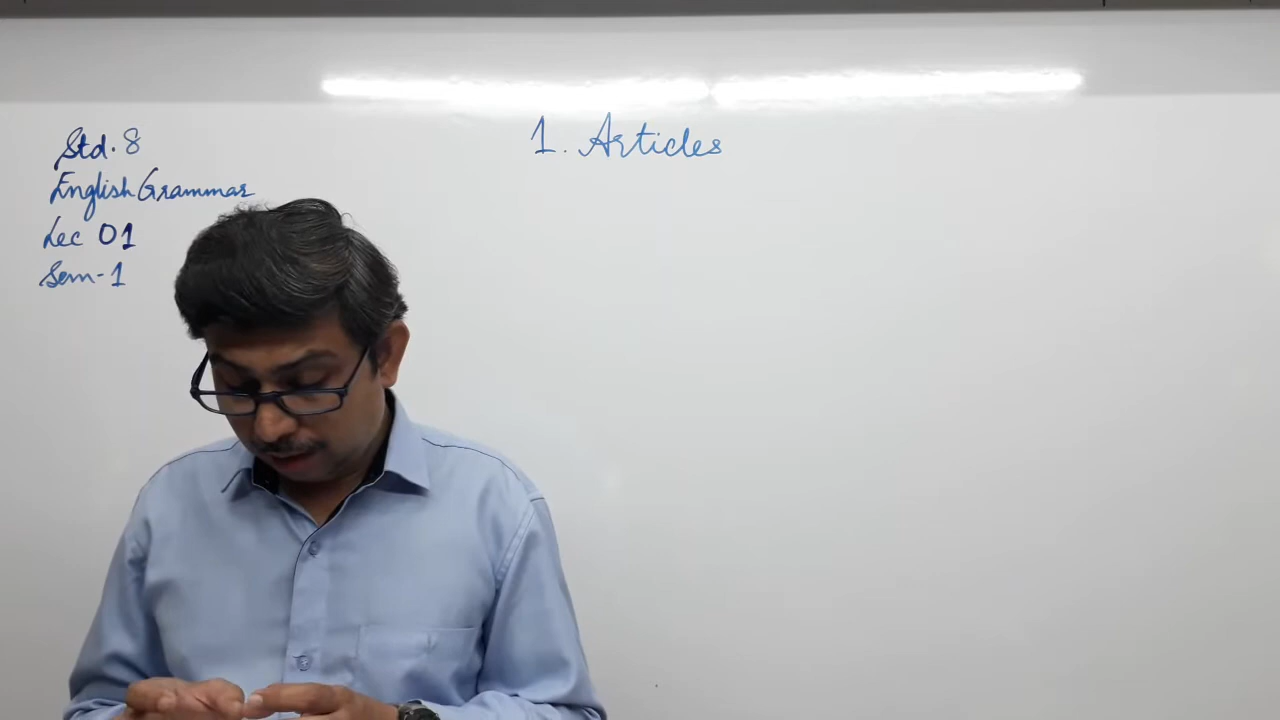 Std. 8
English Grammar
Lec 01
Sem-1
1. Articles